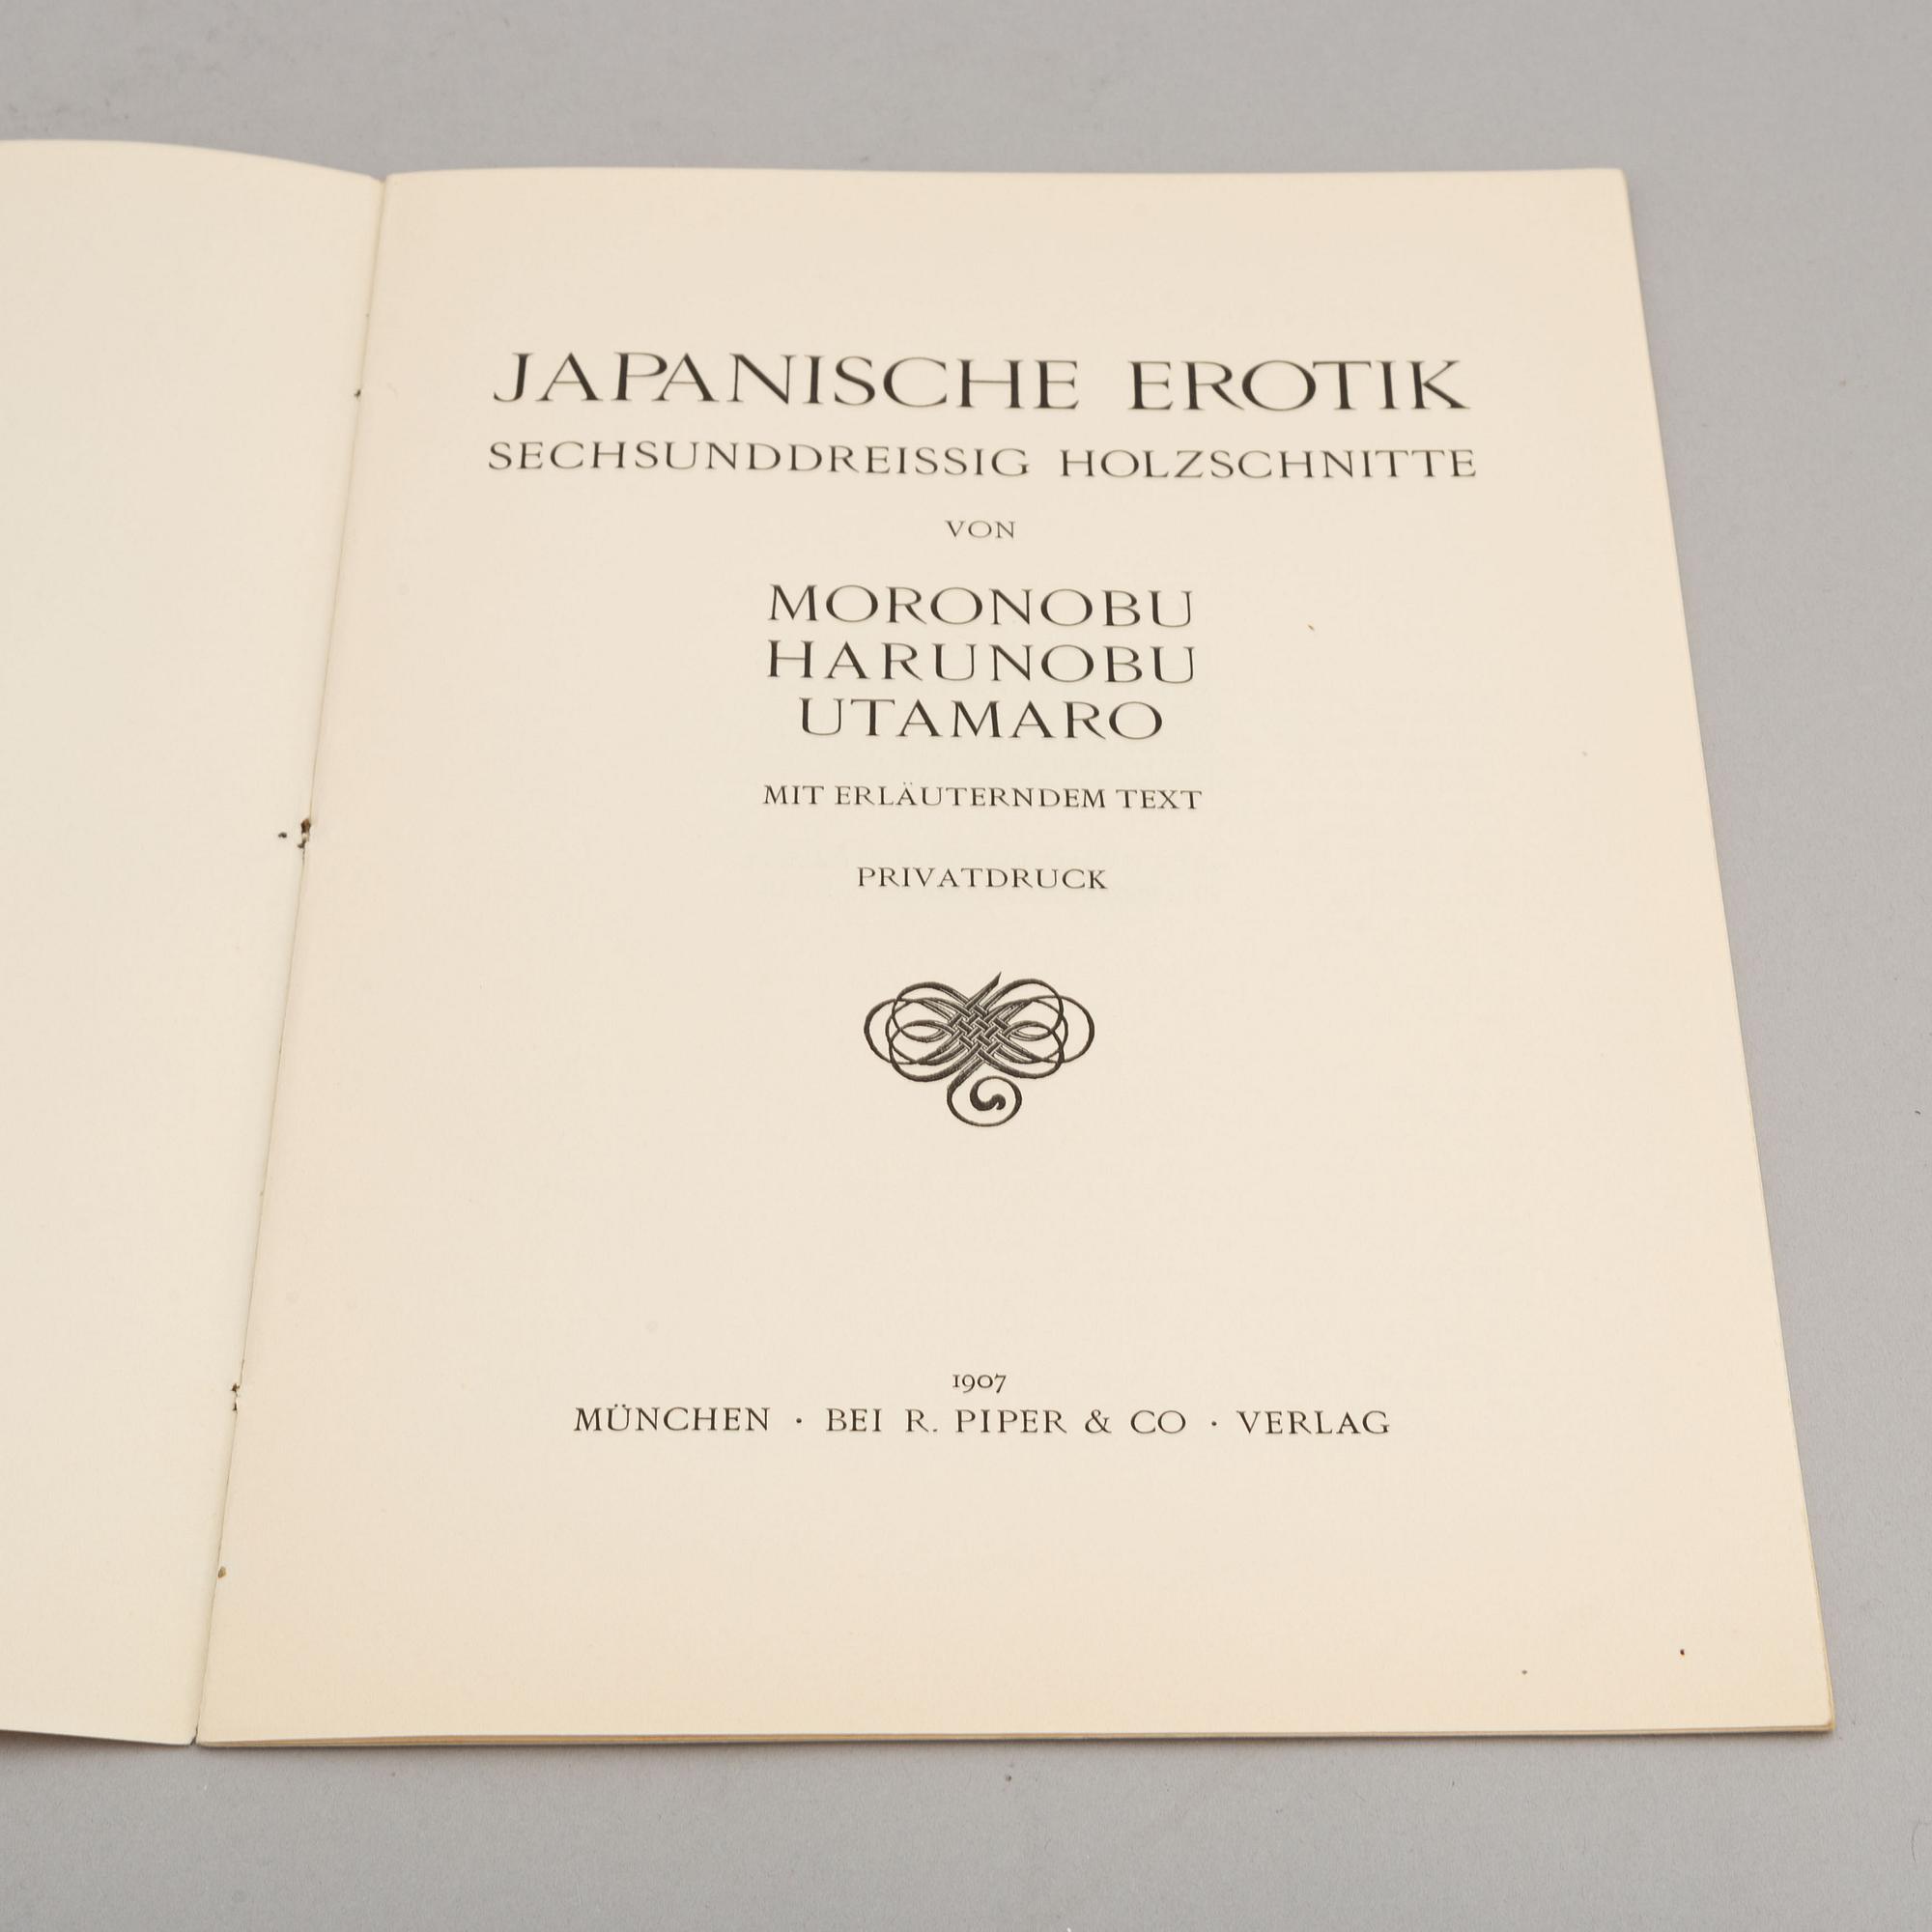 JAPANISCHE EROTIK
SECHSUNDDREISSIG HOLZSCHNITTE
VON
MORONOBU
HARUNOBU
UTAMARO
MIT ERLÄUTERNDEM TEXT
PRIVATDRUCK
1907
MÜNCHEN · BEI R. PIPER & CO · VERLAG